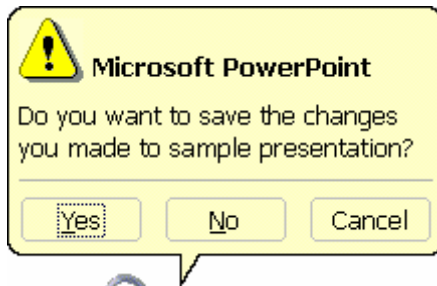 Microsoft PowerPoint
Do you want to save the changes
you made to sample presentation?
Yes No Cancel